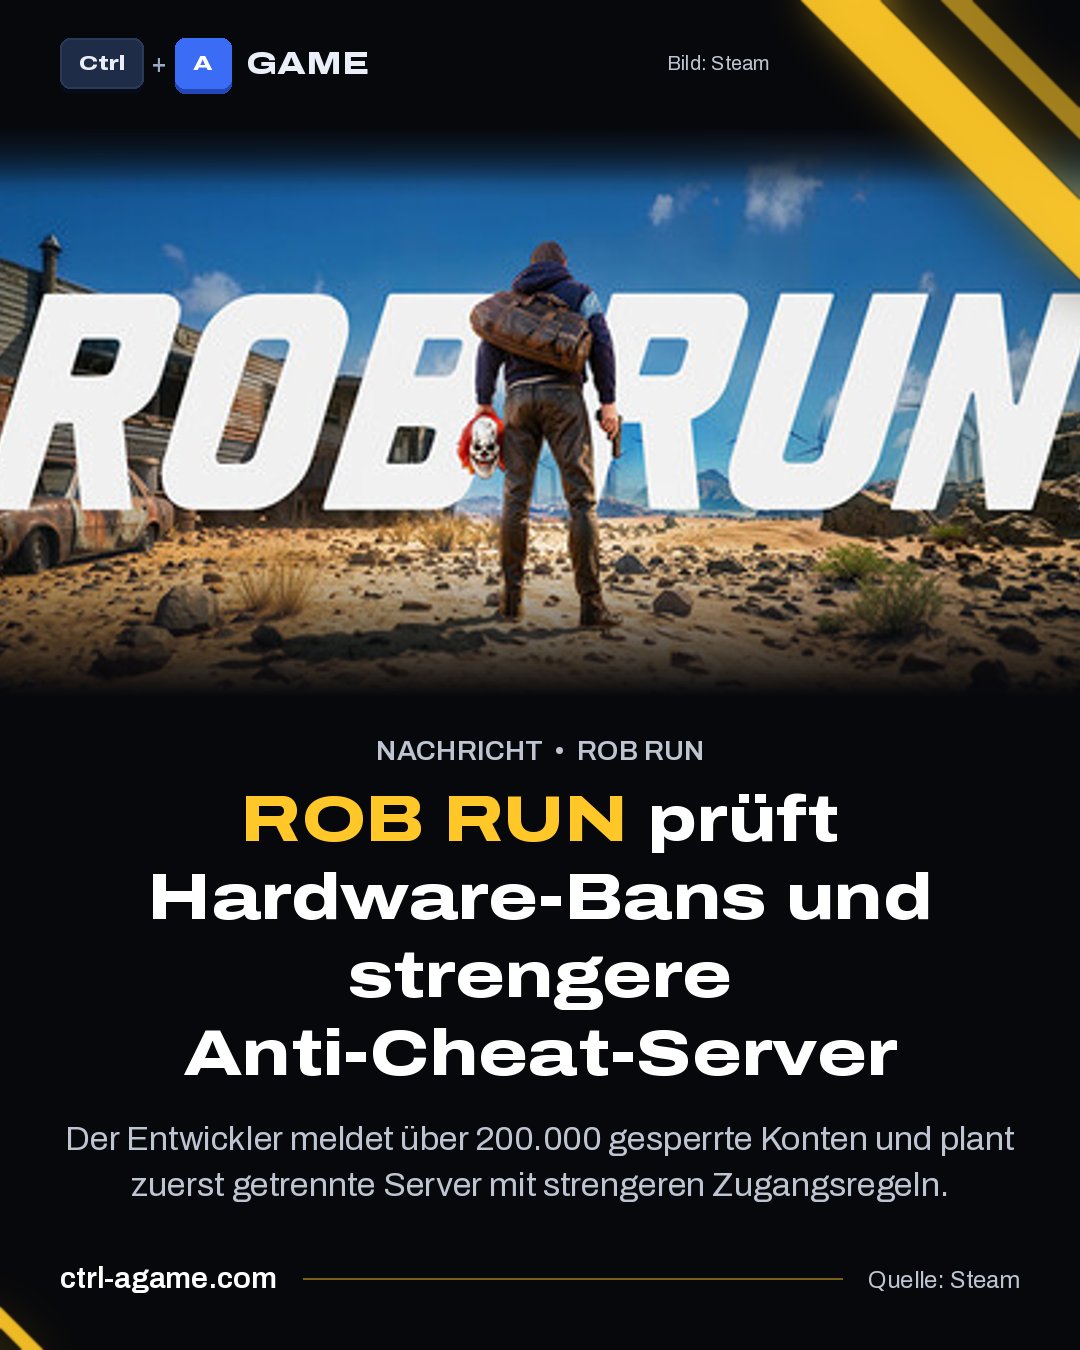 Ctrl + A GAME
Bild: Steam
ROB RUN
NACHRICHT • ROB RUN
ROB RUN prüft
Hardware-Bans und
strengere
Anti-Cheat-Server
Der Entwickler meldet über 200.000 gesperrte Konten und plant
zuerst getrennte Server mit strengeren Zugangsregeln.
ctrl-agame.com
Quelle: Steam